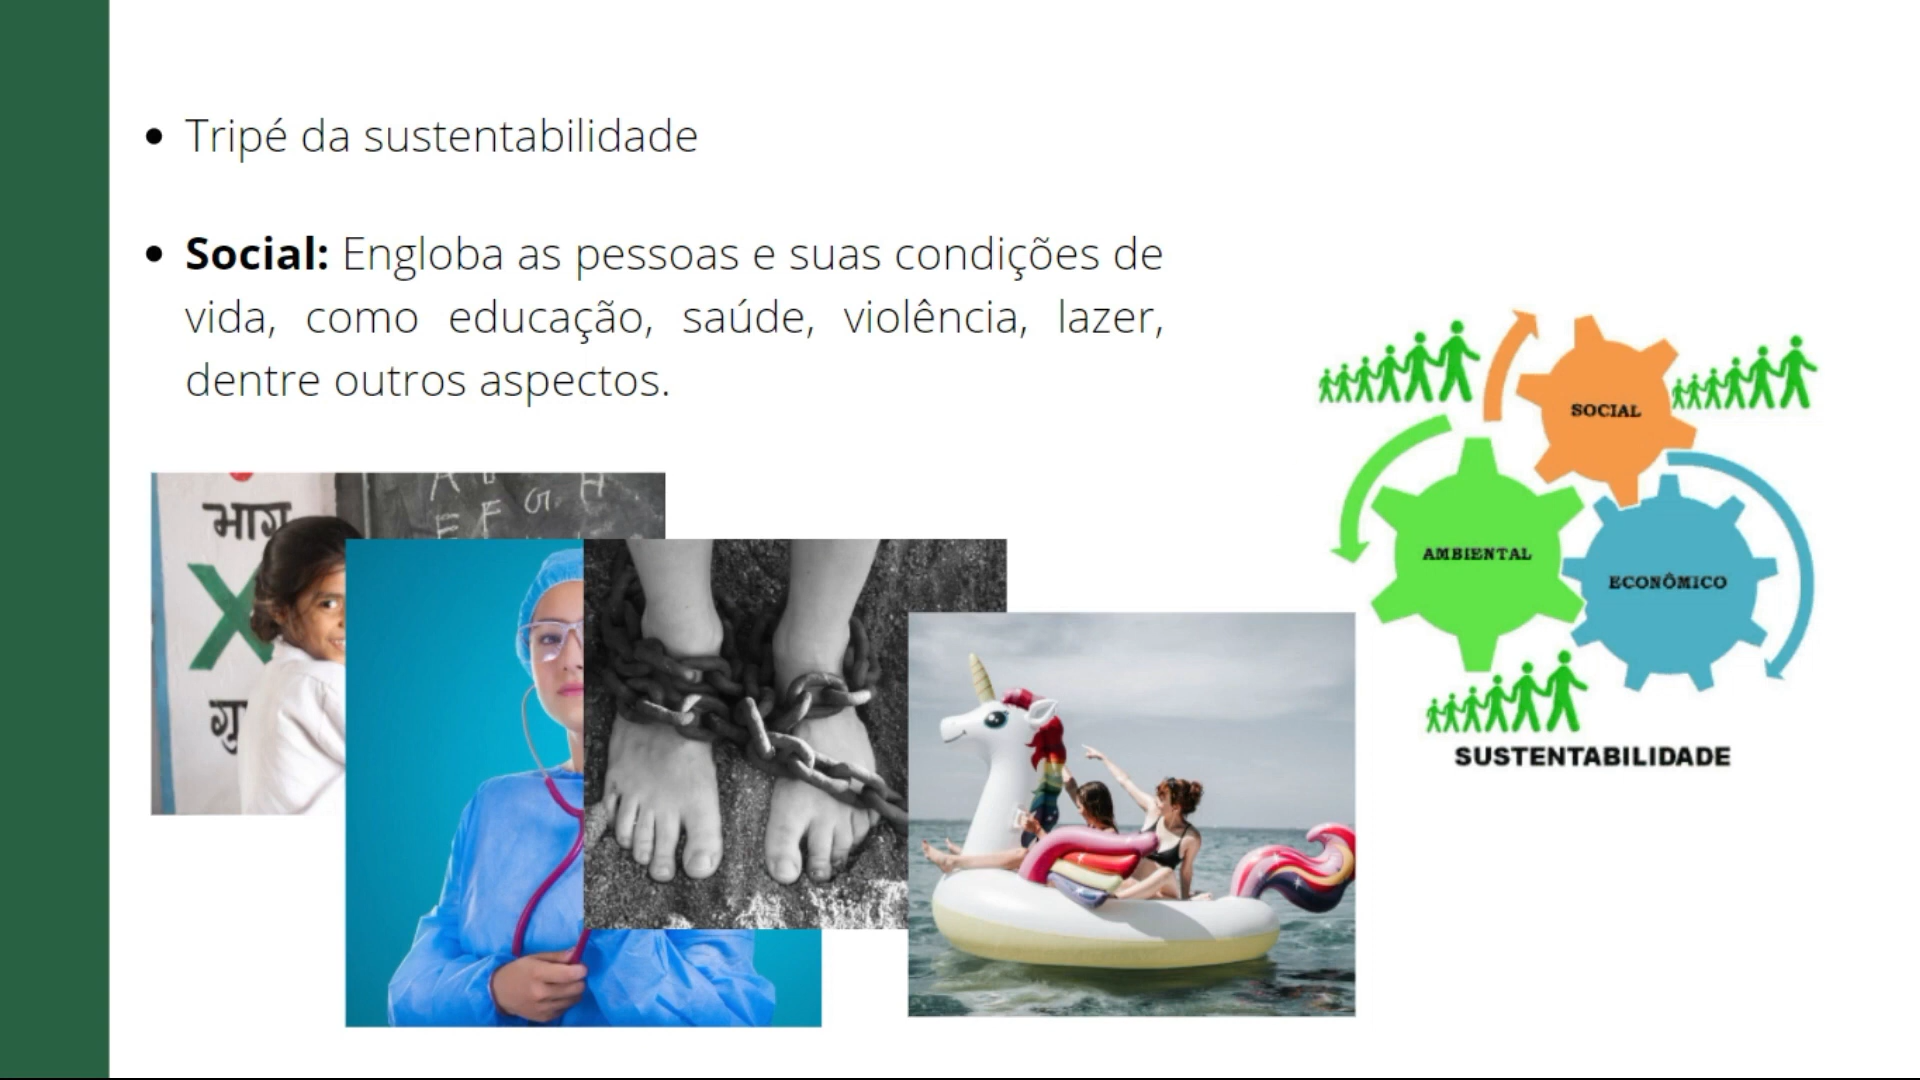 Tripé da sustentabilidade
Social: Engloba as pessoas e suas condições de
vida, como educação, saúde, violência, lazer,
dentre outros aspectos.
SOCIAL
AMBIENTAL
ECONÔMICO
SUSTENTABILIDADE
भाग
X
A
H
E F G